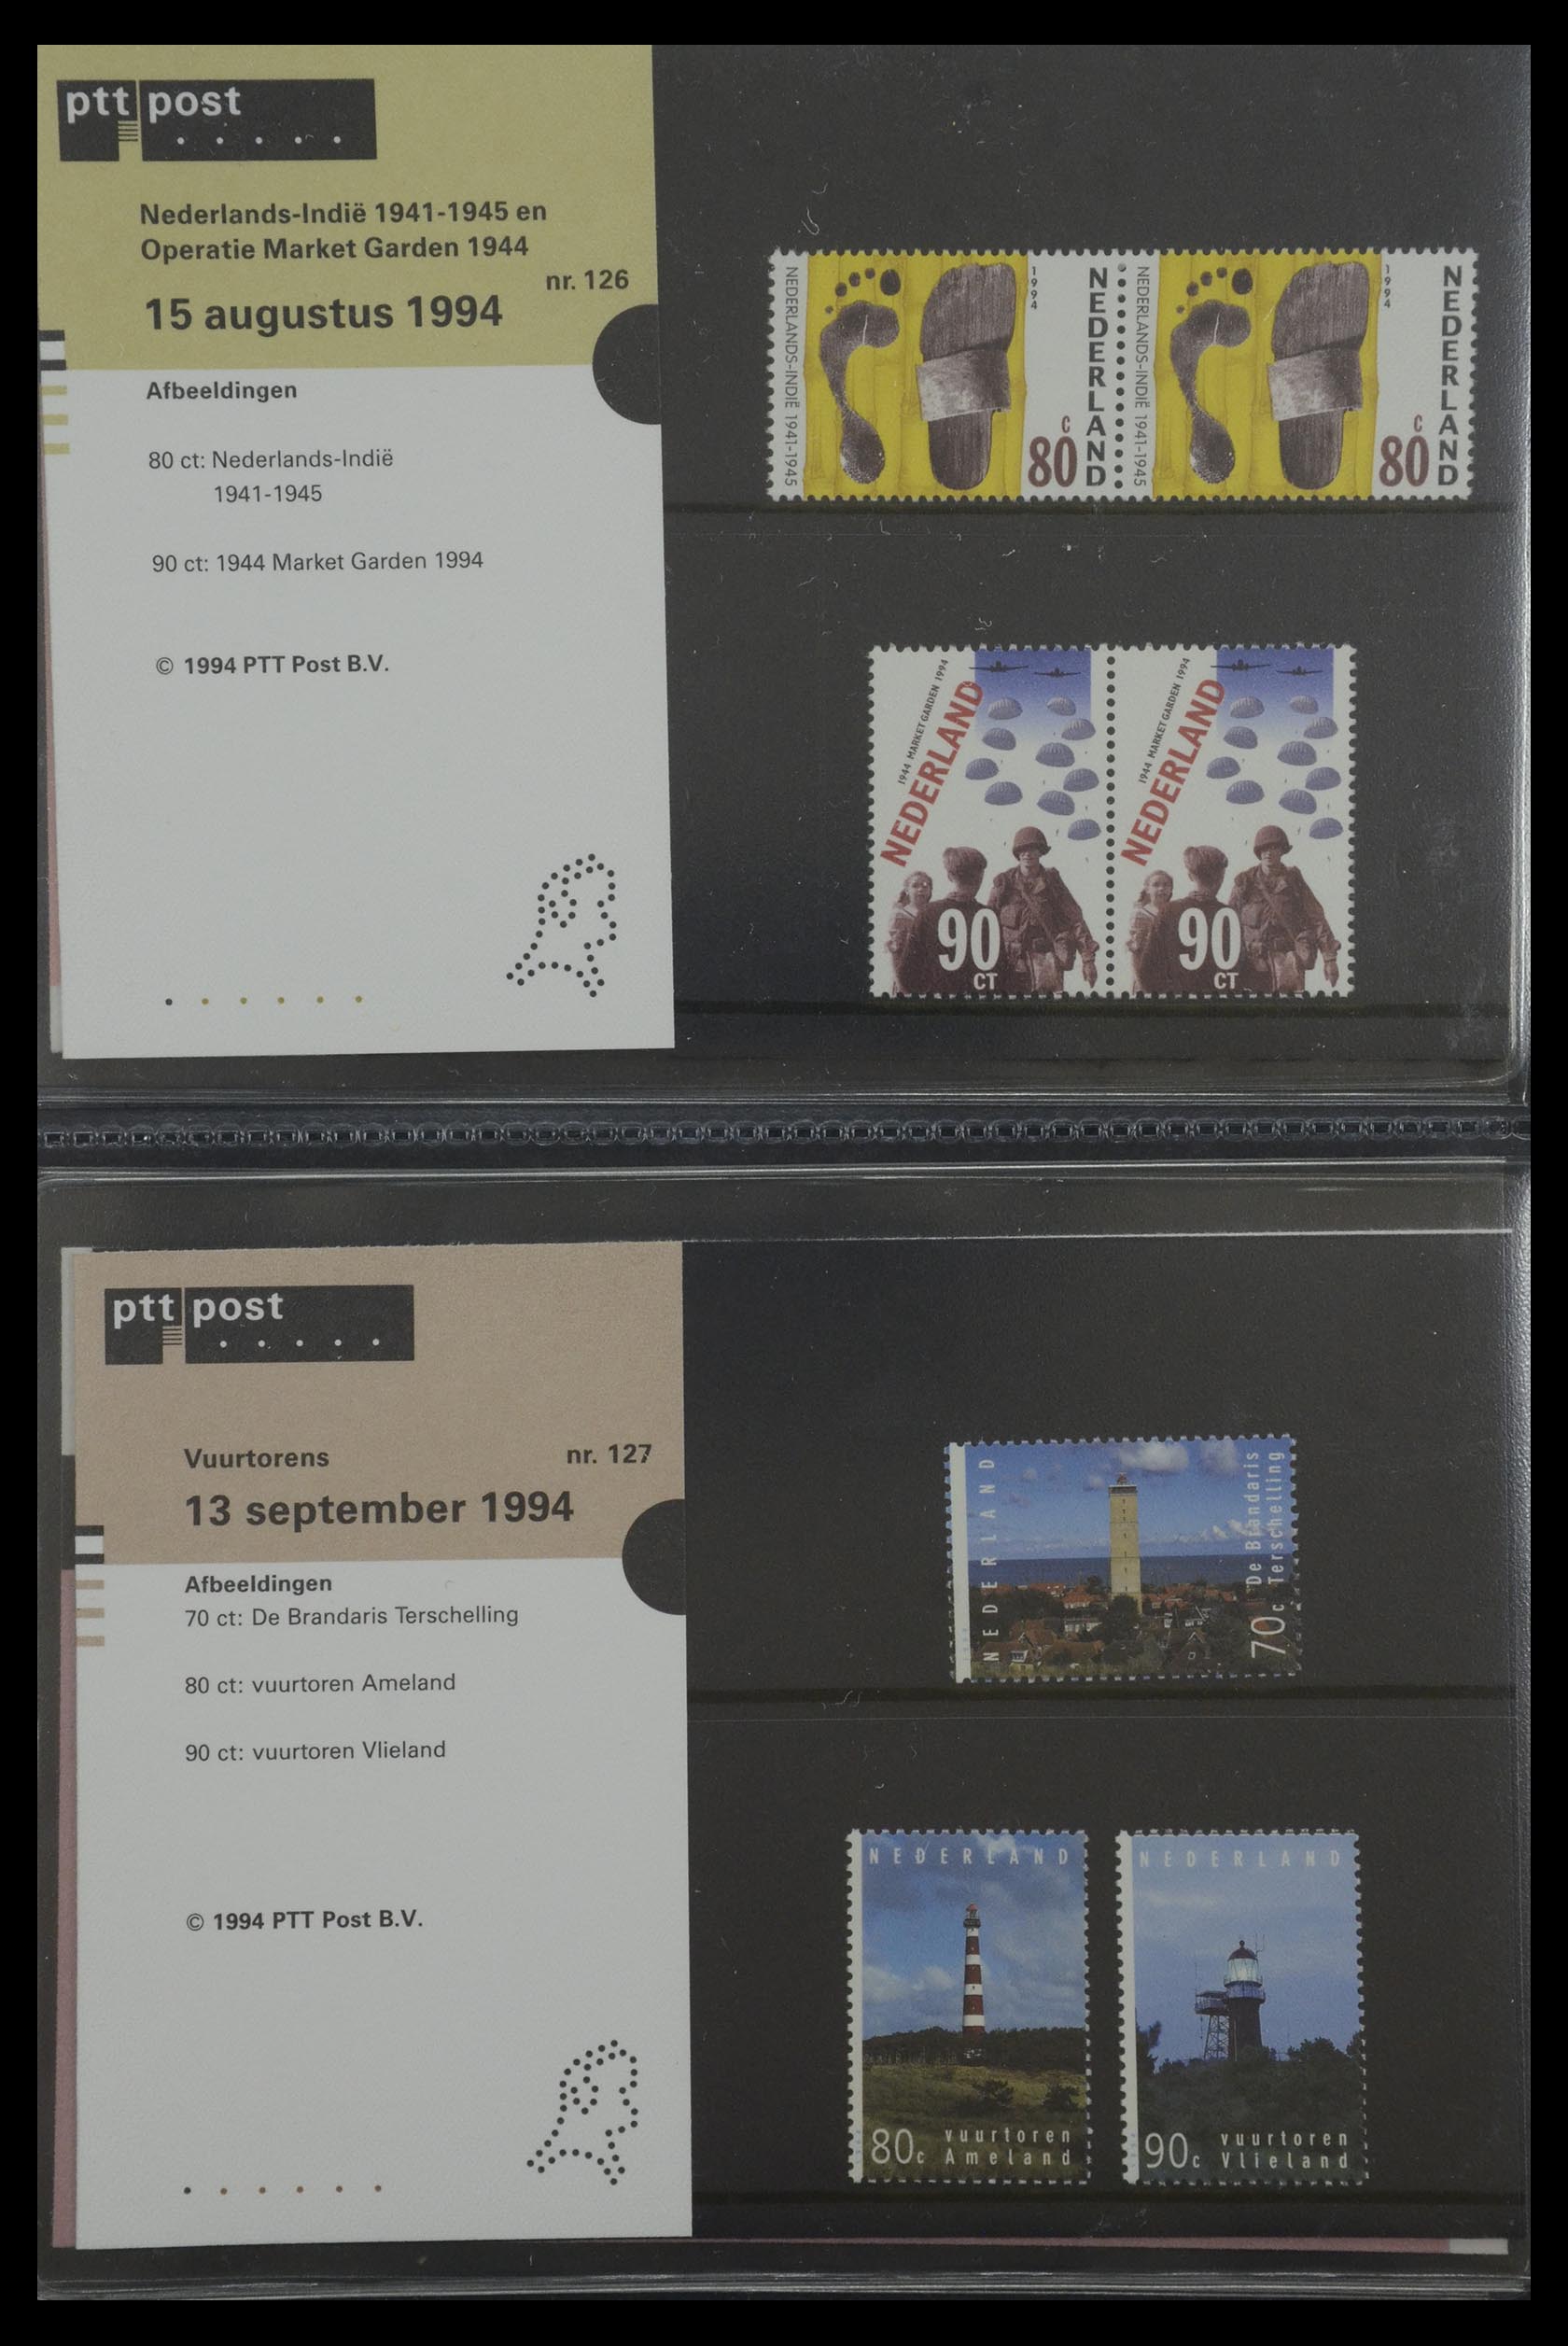 ptt post
Nederlands-Indië 1941-1945 en
Operatie Market Garden 1944
nr. 126
15 augustus 1994
Afbeeldingen
80 ct: Nederlands-Indië
1941-1945
90 ct: 1944 Market Garden 1994
© 1994 PTT Post B.V.
NEDERLANDS-INDIË 1941-1945
1994
80 c
NEDERLAND
NEDERLANDS-INDIË 1941-1945
1994
80 c
NEDERLAND
1944 MARKET GARDEN 1994
NEDERLAND
90
CT
1944 MARKET GARDEN 1994
NEDERLAND
90
CT
ptt post
Vuurtorens nr. 127
13 september 1994
Afbeeldingen
70 ct: De Brandaris Terschelling
80 ct: vuurtoren Ameland
90 ct: vuurtoren Vlieland
© 1994 PTT Post B.V.
NEDERLAND
De Brandaris
70c Terschelling
NEDERLAND
80c vuurtoren
Ameland
NEDERLAND
90c vuurtoren
Vlieland